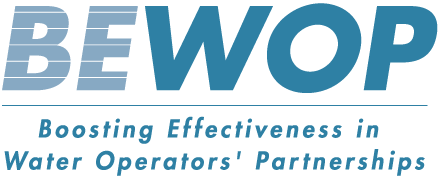 BEWOP
Boosting Effectiveness in
Water Operators' Partnerships